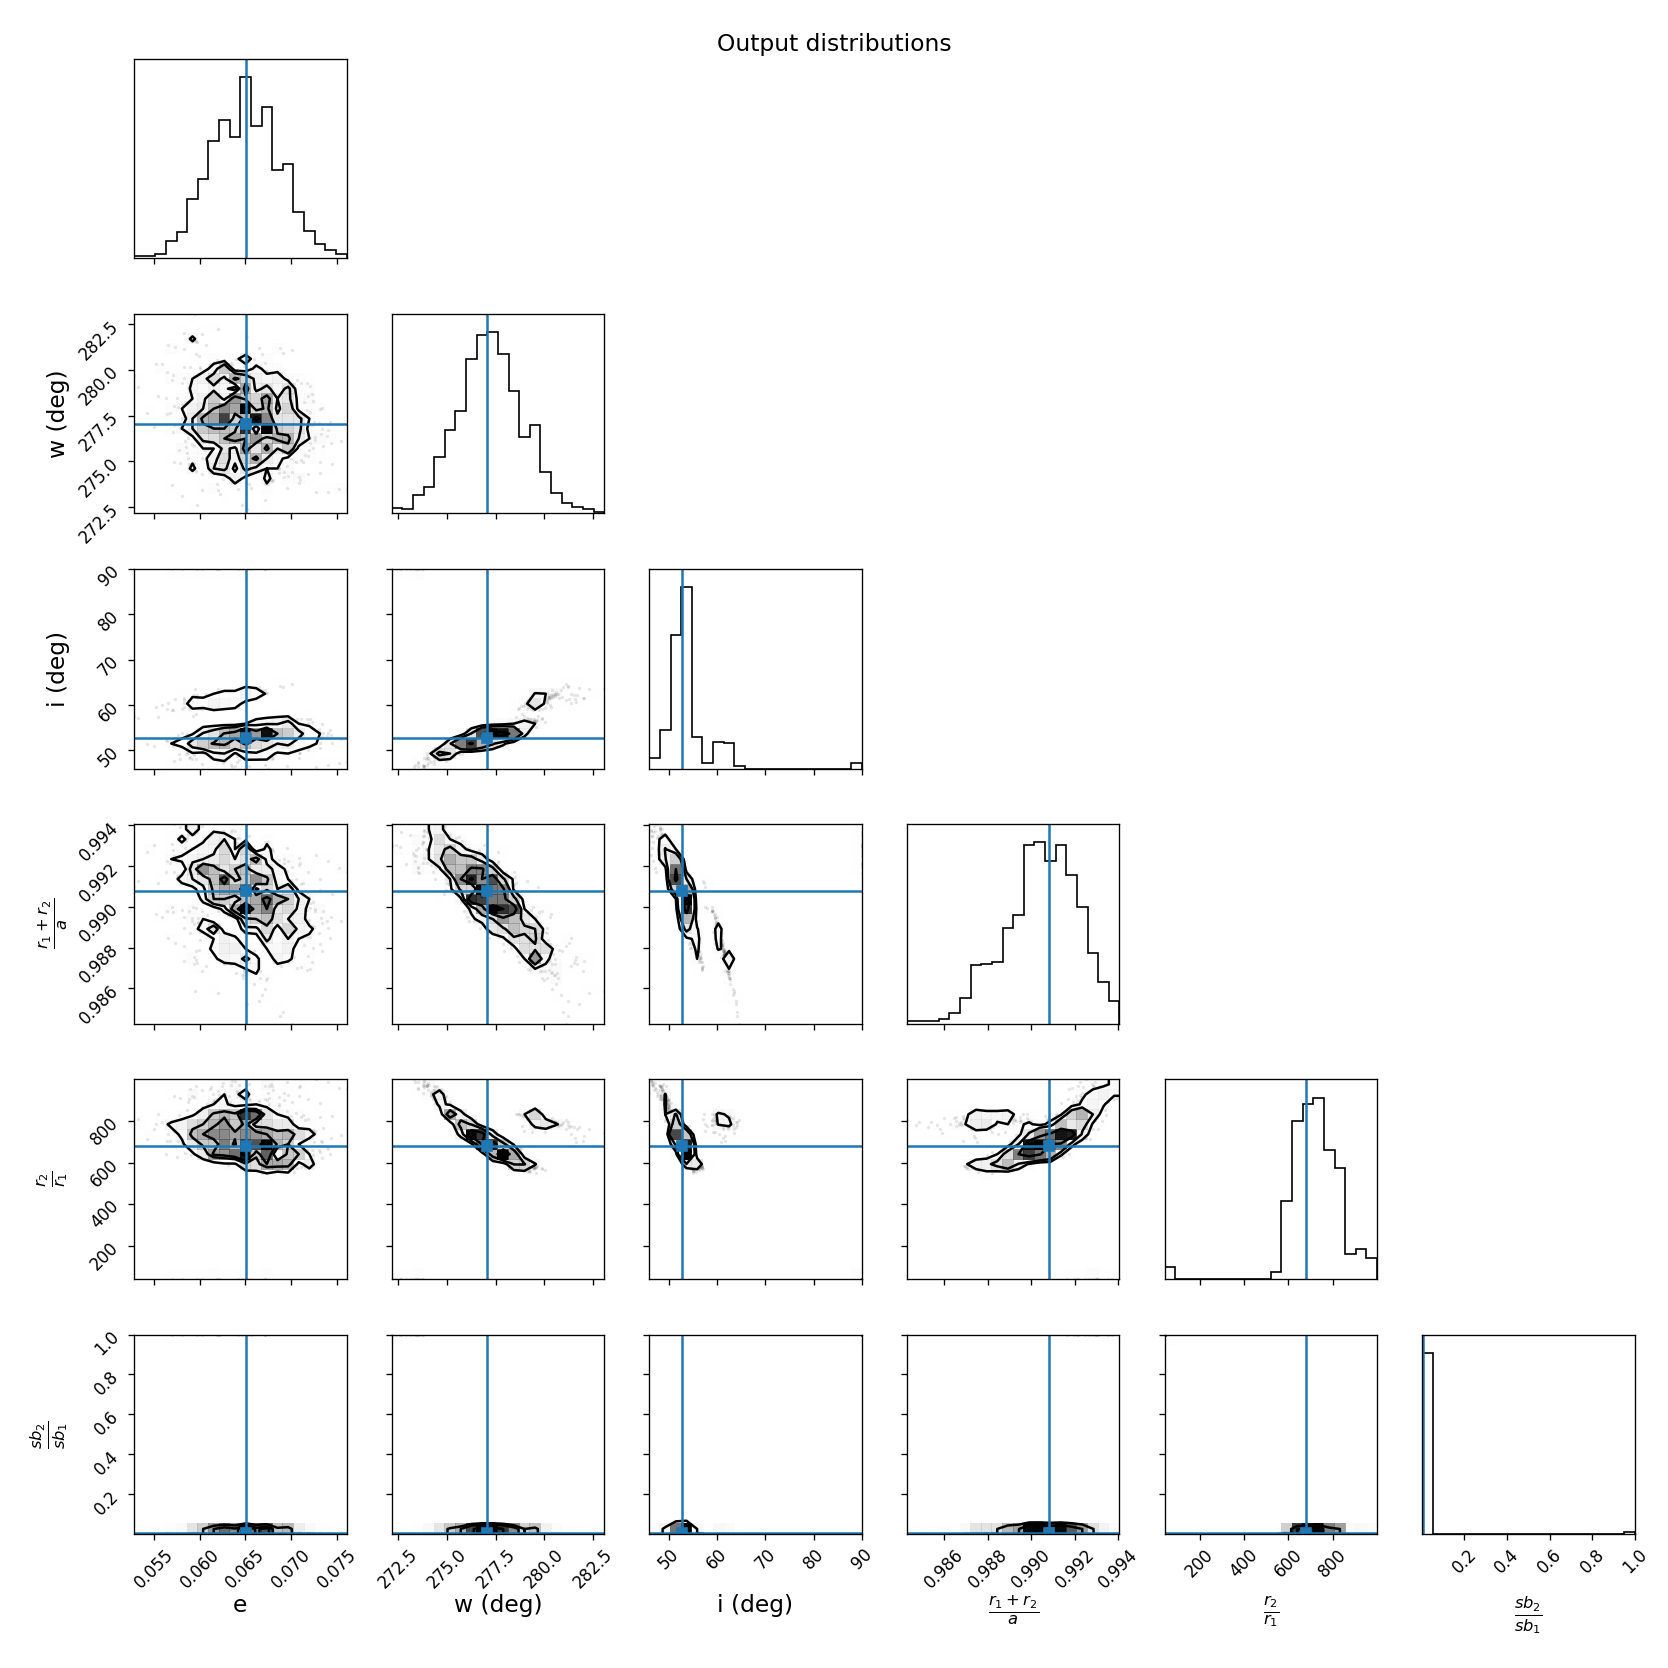 Output distributions
282.5
280.0
277.5
275.0
272.5
w (deg)
90
80
70
60
50
i (deg)
0.994
0.992
0.990
0.988
0.986
r₁ + r₂
a
800
600
400
200
r₂
r₁
1.0
0.8
0.6
0.4
0.2
sb₂
sb₁
0.055 0.060 0.065 0.070 0.075 272.5 275.0 277.5 280.0 282.5 50 60 70 80 90 0.986 0.988 0.990 0.992 0.994 200 400 600 800 0.2 0.4 0.6 0.8 1.0
e w (deg) i (deg)
r₁ + r₂
a
r₂
r₁
sb₂
sb₁